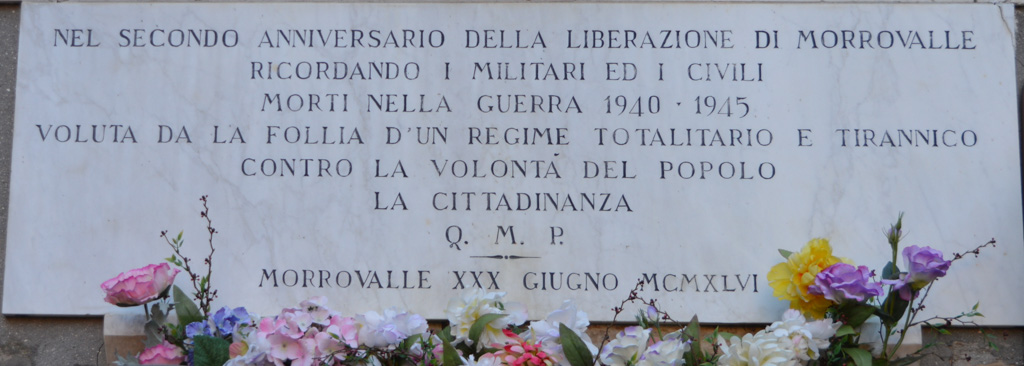 NEL SECONDO ANNIVERSARIO DELLA LIBERAZIONE DI MORROVALLE
RICORDANDO I MILITARI ED I CIVILI
MORTI NELLA GUERRA 1940 · 1945
VOLUTA DA LA FOLLIA D'UN REGIME TOTALITARIO E TIRANNICO
CONTRO LA VOLONTÀ DEL POPOLO
LA CITTADINANZA
Q. M. P.
MORROVALLE XXX GIUGNO MCMXLVI